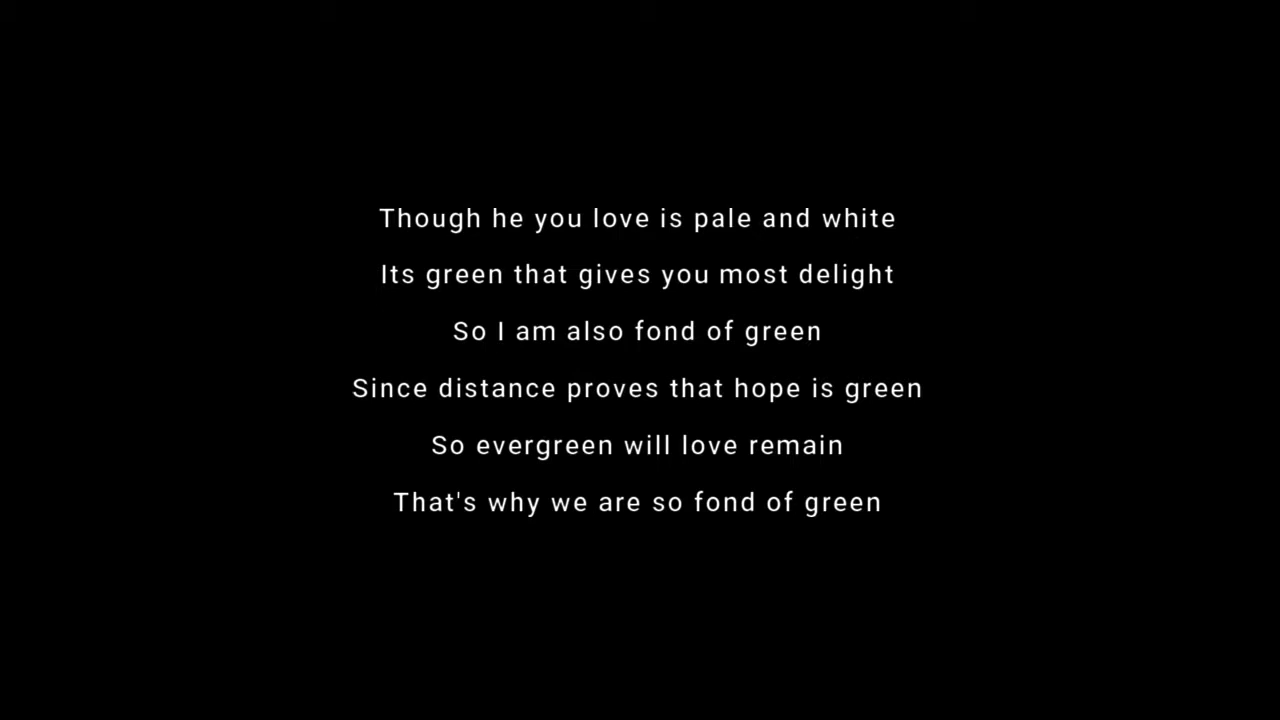 Though he you love is pale and white
Its green that gives you most delight
So I am also fond of green
Since distance proves that hope is green
So evergreen will love remain
That's why we are so fond of green